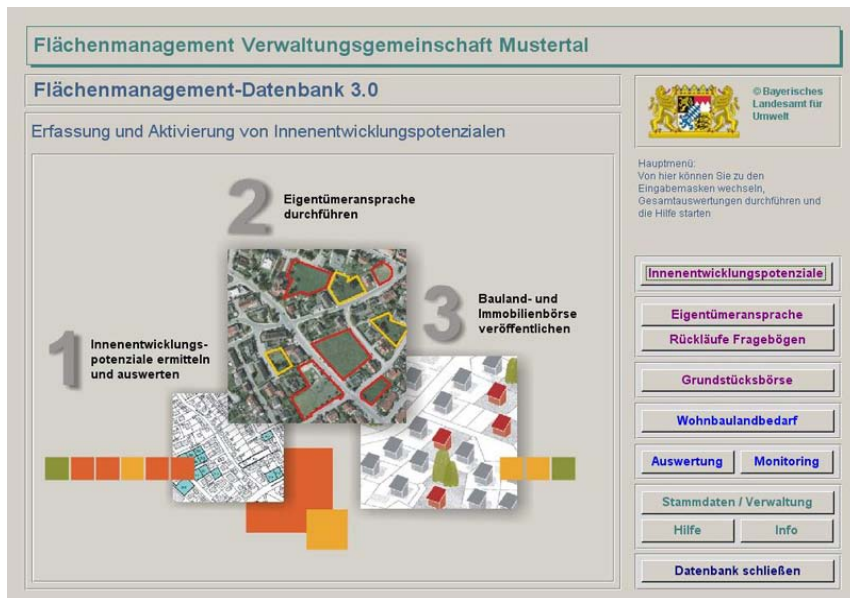 Flächenmanagement Verwaltungsgemeinschaft Mustertal
Flächenmanagement-Datenbank 3.0
Erfassung und Aktivierung von Innenentwicklungspotenzialen
1
Innenentwicklungs-
potenziale ermitteln
und auswerten
2
Eigentümeransprache
durchführen
3
Bauland- und
Immobilienbörse
veröffentlichen
© Bayerisches
Landesamt für
Umwelt
Hauptmenü:
Von hier können Sie zu den
Eingabemasken wechseln,
Gesamtauswertungen durchführen und
die Hilfe starten
Innenentwicklungspotenziale
Eigentümeransprache
Rückläufe Fragebögen
Grundstücksbörse
Wohnbaulandbedarf
Auswertung
Monitoring
Stammdaten / Verwaltung
Hilfe
Info
Datenbank schließen